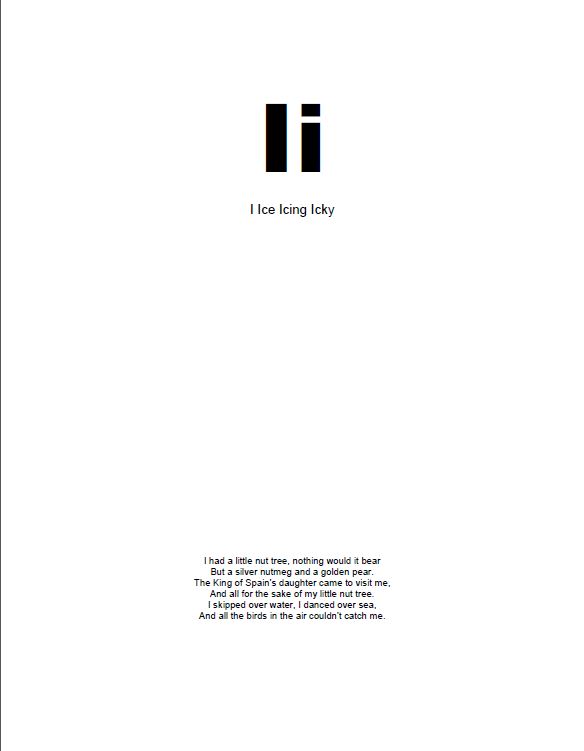 Ii
I Ice Icing Icky
I had a little nut tree, nothing would it bear
But a silver nutmeg and a golden pear.
The King of Spain's daughter came to visit me,
And all for the sake of my little nut tree.
I skipped over water, I danced over sea,
And all the birds in the air couldn't catch me.